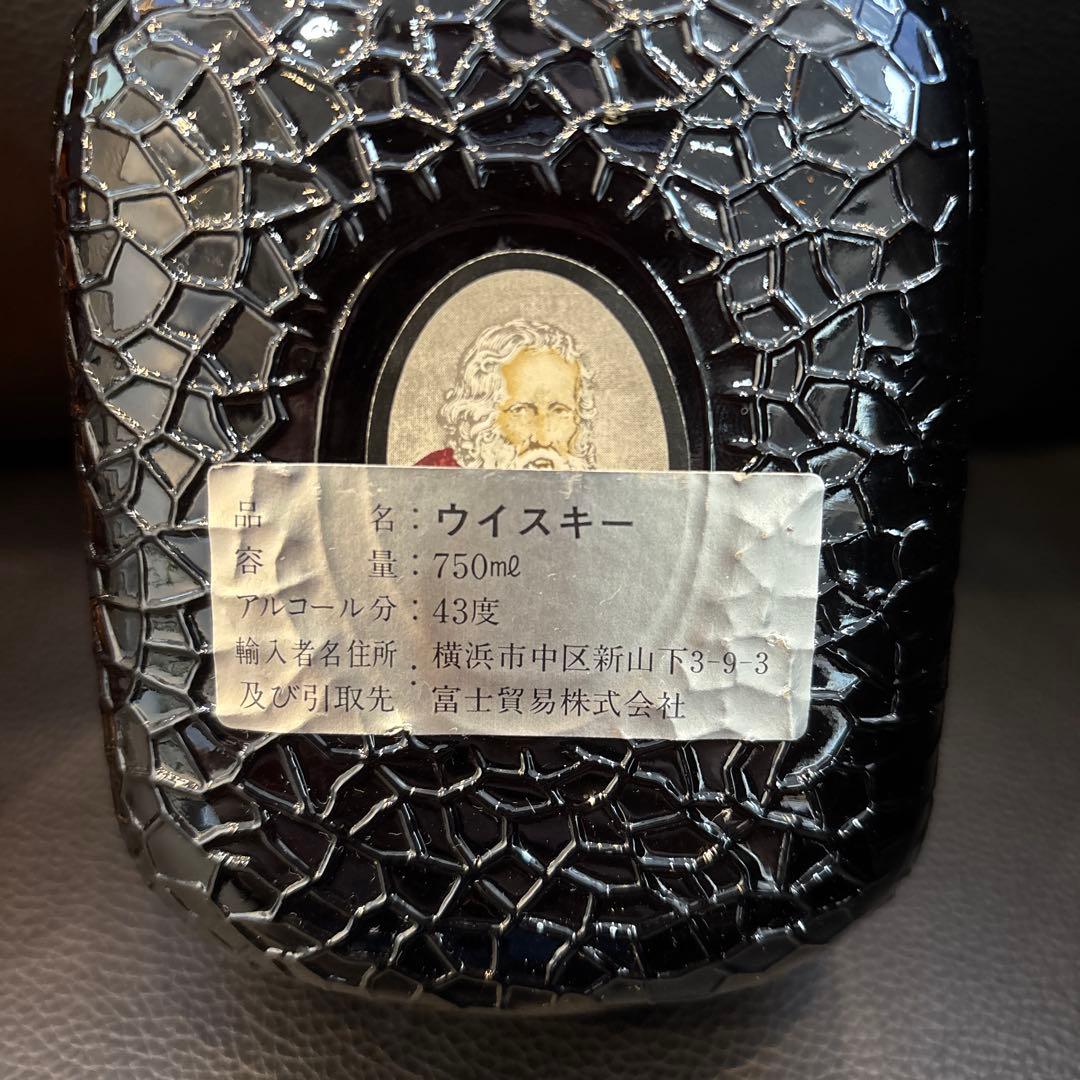 品名：ウイスキー
容量：750㎖
アルコール分：43度
輸入者名住所：横浜市中区新山下3-9-3
及び引取先　富士貿易株式会社